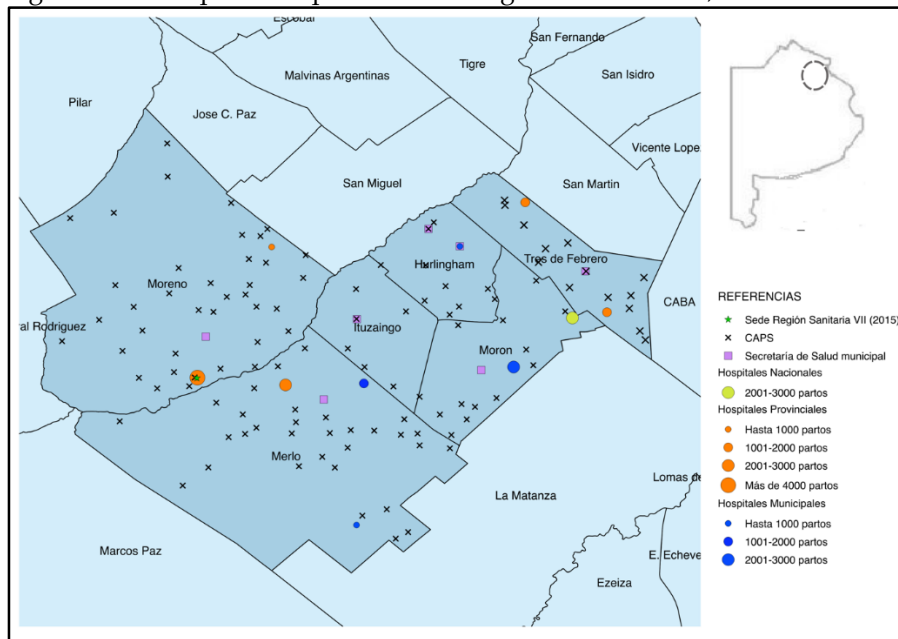 Escobar
San Fernando
Tigre
Malvinas Argentinas
San Isidro
Pilar
Jose C. Paz
Vicente Lopez
San Miguel
San Martin
Hurlingham
Tres de Febrero
Moreno
CABA
Ituzaingo
ral Rodriguez
Moron
Merlo
Lomas de
La Matanza
Marcos Paz
E. Echeve
Ezeiza
REFERENCIAS
Sede Región Sanitaria VII (2015)
CAPS
Secretaría de Salud municipal
Hospitales Nacionales
2001-3000 partos
Hospitales Provinciales
Hasta 1000 partos
1001-2000 partos
2001-3000 partos
Más de 4000 partos
Hospitales Municipales
Hasta 1000 partos
1001-2000 partos
2001-3000 partos